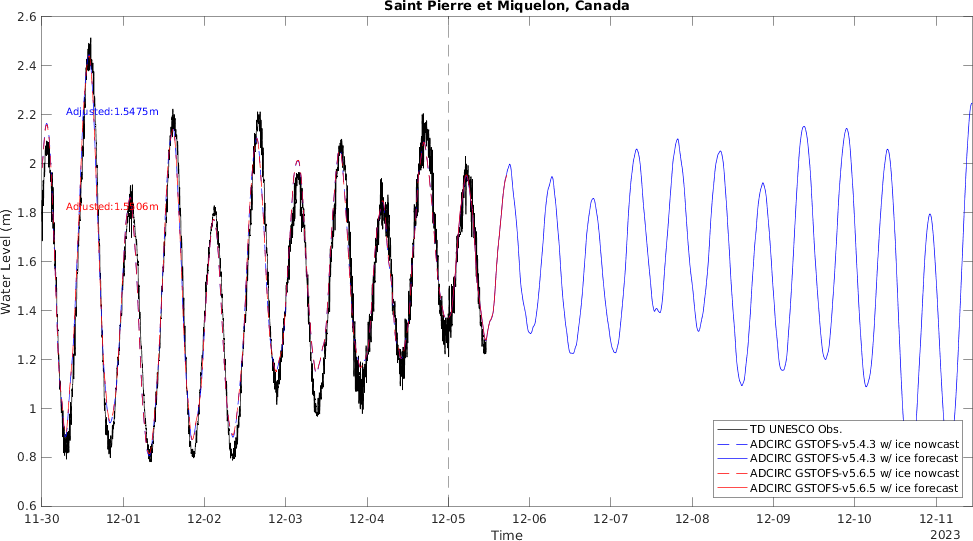 Saint Pierre et Miquelon, Canada
2.6
2.4
2.2
2
1.8
1.6
1.4
1.2
1
0.8
0.6
Water Level (m)
Adjusted:1.5475m
TD UNESCO Obs.
ADCIRC GSTOFS-v5.4.3 w/ ice nowcast
ADCIRC GSTOFS-v5.4.3 w/ ice forecast
ADCIRC GSTOFS-v5.6.5 w/ ice nowcast
ADCIRC GSTOFS-v5.6.5 w/ ice forecast
11-30 12-01 12-02 12-03 12-04 12-05 12-06 12-07 12-08 12-09 12-10 12-11
Time
2023